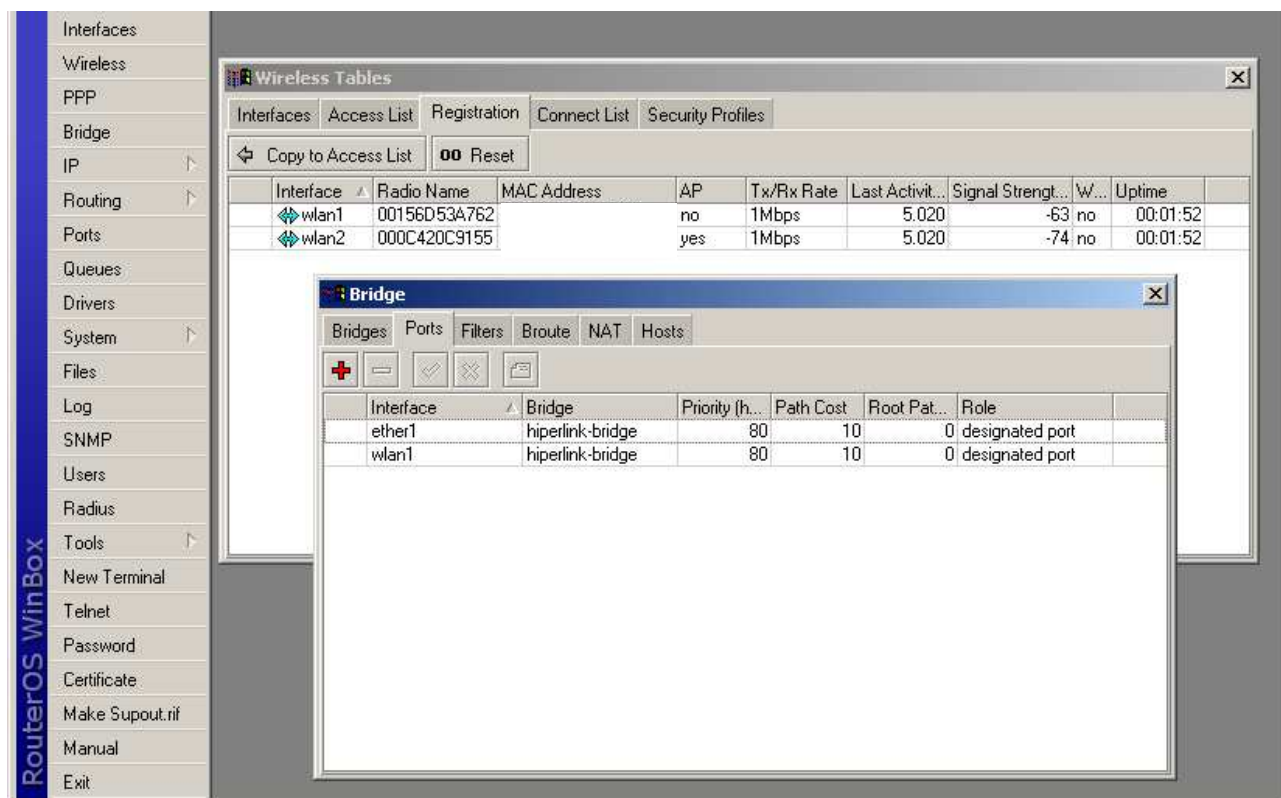 Interfaces
Wireless
PPP
Bridge
IP
Routing
Ports
Queues
Drivers
System
Files
Log
SNMP
Users
Radius
Tools
New Terminal
Telnet
Password
Certificate
Make Supout.rif
Manual
Exit
RouterOS WinBox
Wireless Tables
Interfaces Access List Registration Connect List Security Profiles
Copy to Access List 00 Reset
Interface Radio Name MAC Address AP Tx/Rx Rate Last Activit... Signal Strengt... W... Uptime
wlan1 00156D53A762 no 1Mbps 5.020 -63 no 00:01:52
wlan2 000C420C9155 yes 1Mbps 5.020 -74 no 00:01:52
Bridge
Bridges Ports Filters Broute NAT Hosts
Interface Bridge Priority (h... Path Cost Root Pat... Role
ether1 hiperlink-bridge 80 10 0 designated port
wlan1 hiperlink-bridge 80 10 0 designated port